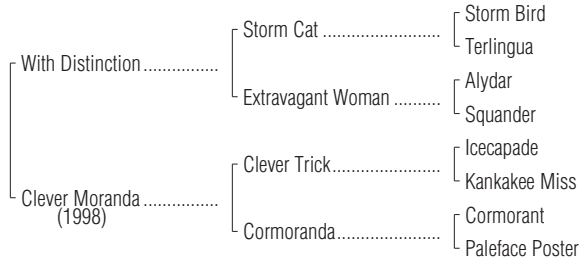 Storm Bird
Storm Cat ........................
Terlingua
With Distinction ...............
Alydar
Extravagant Woman ..........
Squander
Icecapade
Clever Trick......................
Kankakee Miss
Clever Moranda ...............
(1998)
Cormorant
Cormoranda.....................
Paleface Poster